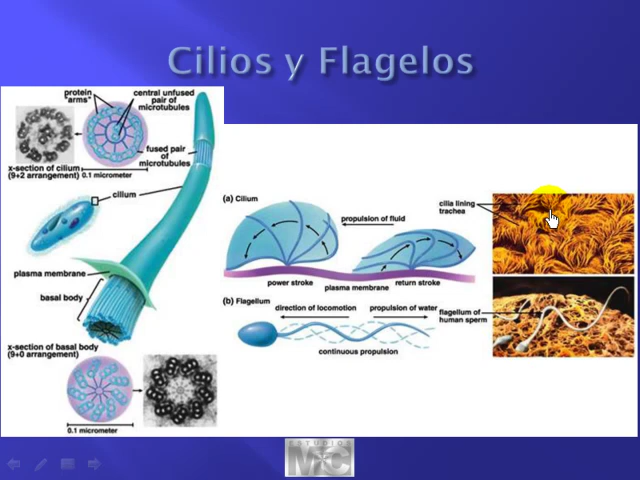 Cilios y Flagelos
protein
"arms"
central unfused
pair of
microtubules
fused pair
of
microtubules
x-section of cilium
(9+2 arrangement)
0.1 micrometer
cilium
plasma membrane
basal body
x-section of basal body
(9+0 arrangement)
0.1 micrometer
(a) Cilium
propulsion of fluid
power stroke
plasma membrane
return stroke
cilia lining
trachea
(b) Flagellum
direction of locomotion
propulsion of water
continuous propulsion
flagellum of
human sperm
ESTUDIOS
MC